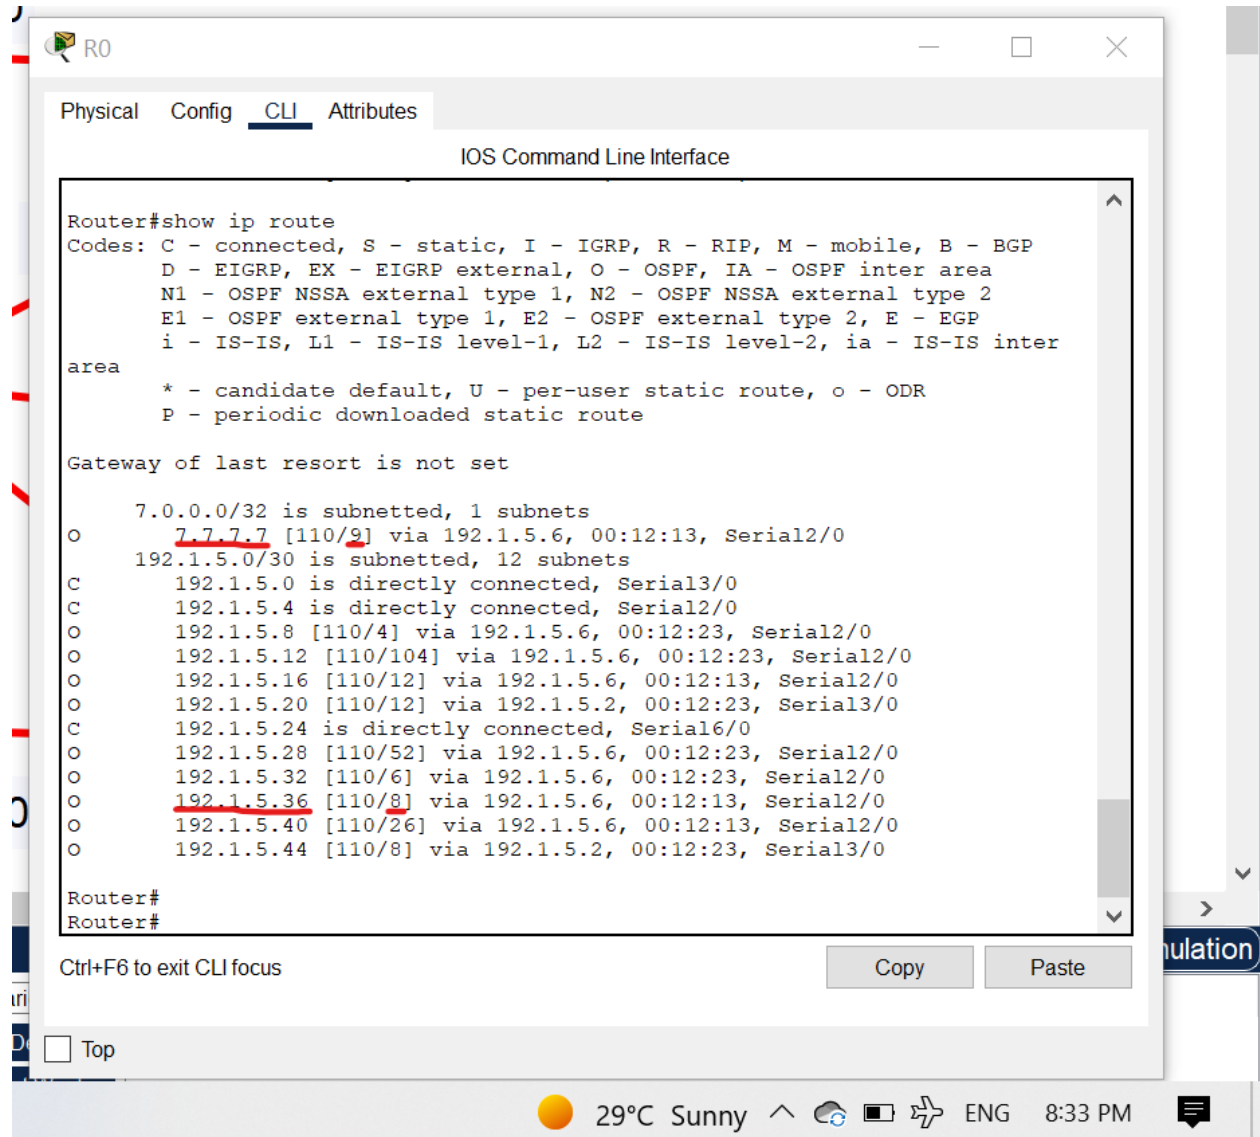 R0
Physical Config CLI Attributes
IOS Command Line Interface
Router#show ip route
Codes: C - connected, S - static, I - IGRP, R - RIP, M - mobile, B - BGP
D - EIGRP, EX - EIGRP external, O - OSPF, IA - OSPF inter area
N1 - OSPF NSSA external type 1, N2 - OSPF NSSA external type 2
E1 - OSPF external type 1, E2 - OSPF external type 2, E - EGP
i - IS-IS, L1 - IS-IS level-1, L2 - IS-IS level-2, ia - IS-IS inter
area
* - candidate default, U - per-user static route, o - ODR
P - periodic downloaded static route
Gateway of last resort is not set
7.0.0.0/32 is subnetted, 1 subnets
O 7.7.7.7 [110/9] via 192.1.5.6, 00:12:13, Serial2/0
192.1.5.0/30 is subnetted, 12 subnets
C 192.1.5.0 is directly connected, Serial3/0
C 192.1.5.4 is directly connected, Serial2/0
O 192.1.5.8 [110/4] via 192.1.5.6, 00:12:23, Serial2/0
O 192.1.5.12 [110/104] via 192.1.5.6, 00:12:23, Serial2/0
O 192.1.5.16 [110/12] via 192.1.5.6, 00:12:13, Serial2/0
O 192.1.5.20 [110/12] via 192.1.5.2, 00:12:23, Serial3/0
C 192.1.5.24 is directly connected, Serial6/0
O 192.1.5.28 [110/52] via 192.1.5.6, 00:12:23, Serial2/0
O 192.1.5.32 [110/6] via 192.1.5.6, 00:12:23, Serial2/0
O 192.1.5.36 [110/8] via 192.1.5.6, 00:12:13, Serial2/0
O 192.1.5.40 [110/26] via 192.1.5.6, 00:12:13, Serial2/0
O 192.1.5.44 [110/8] via 192.1.5.2, 00:12:23, Serial3/0
Router#
Router#
Ctrl+F6 to exit CLI focus
Copy Paste
Top
29°C Sunny ENG 8:33 PM